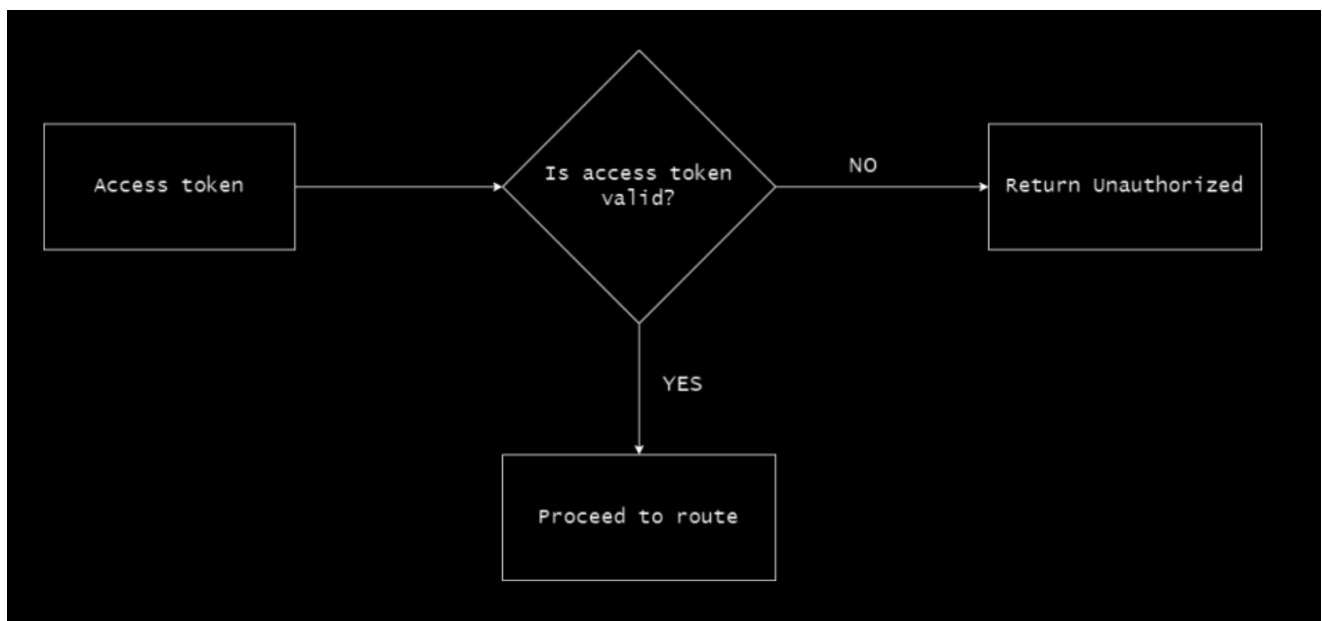 Access token
Is access token
valid?
NO
Return Unauthorized
YES
Proceed to route